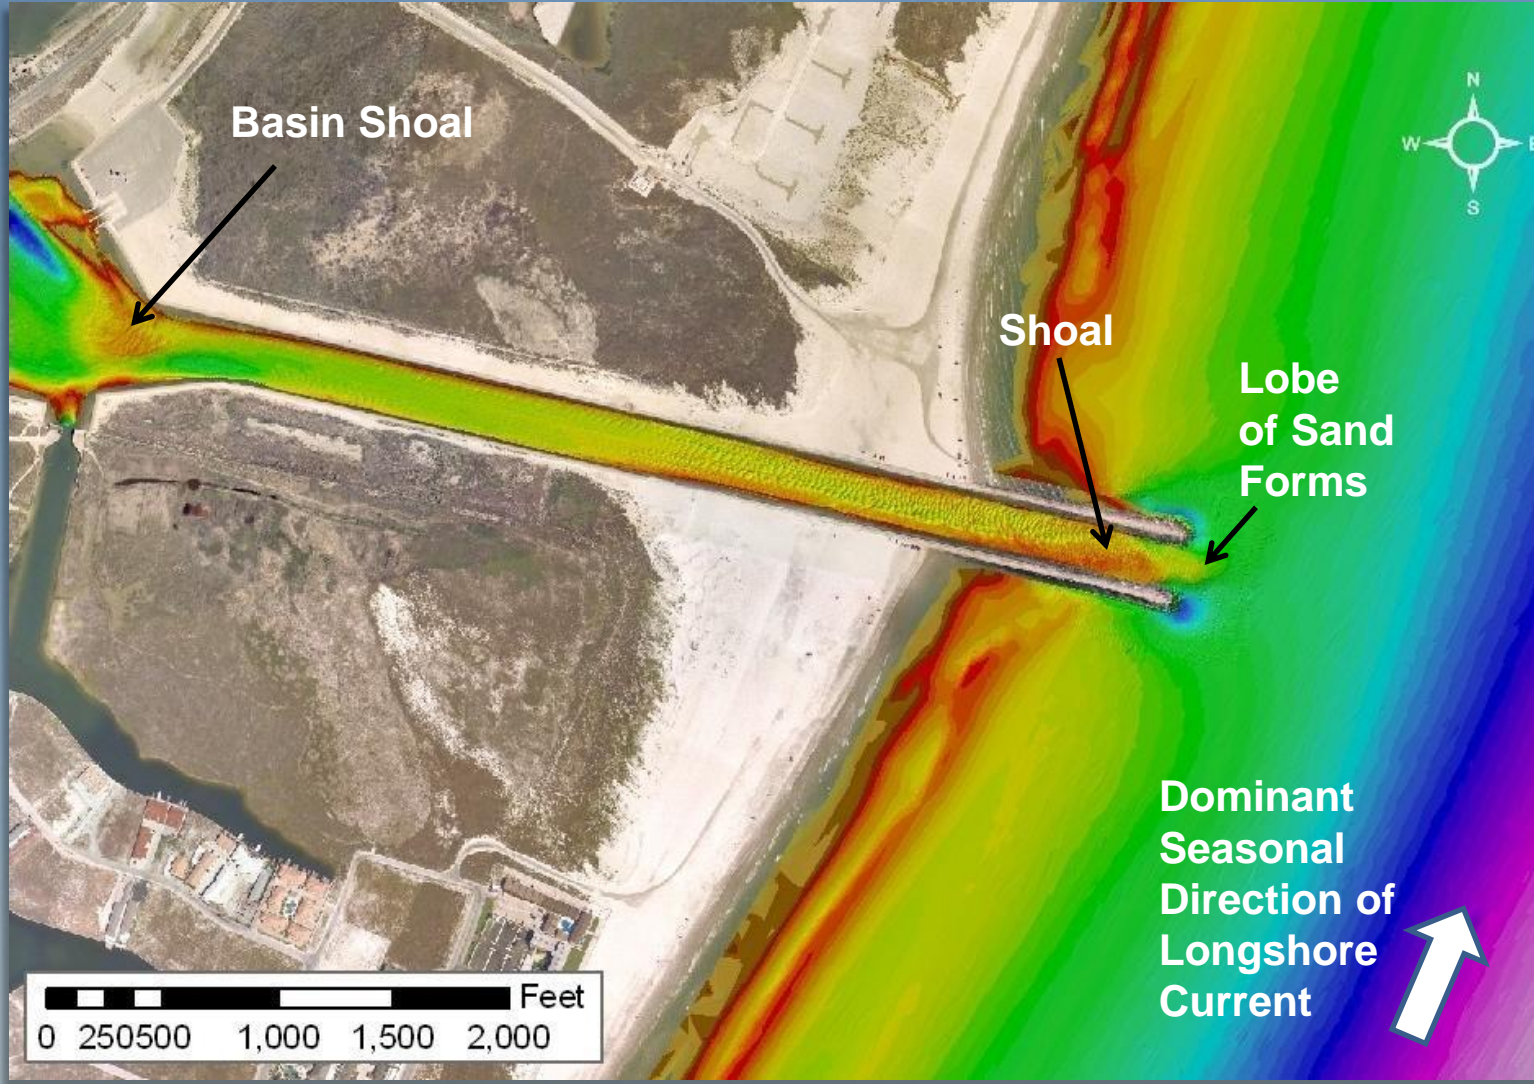 Basin Shoal
N
W E
S
Shoal
Lobe
of Sand
Forms
Dominant
Seasonal
Direction of
Longshore
Current
Feet
0 250500 1,000 1,500 2,000